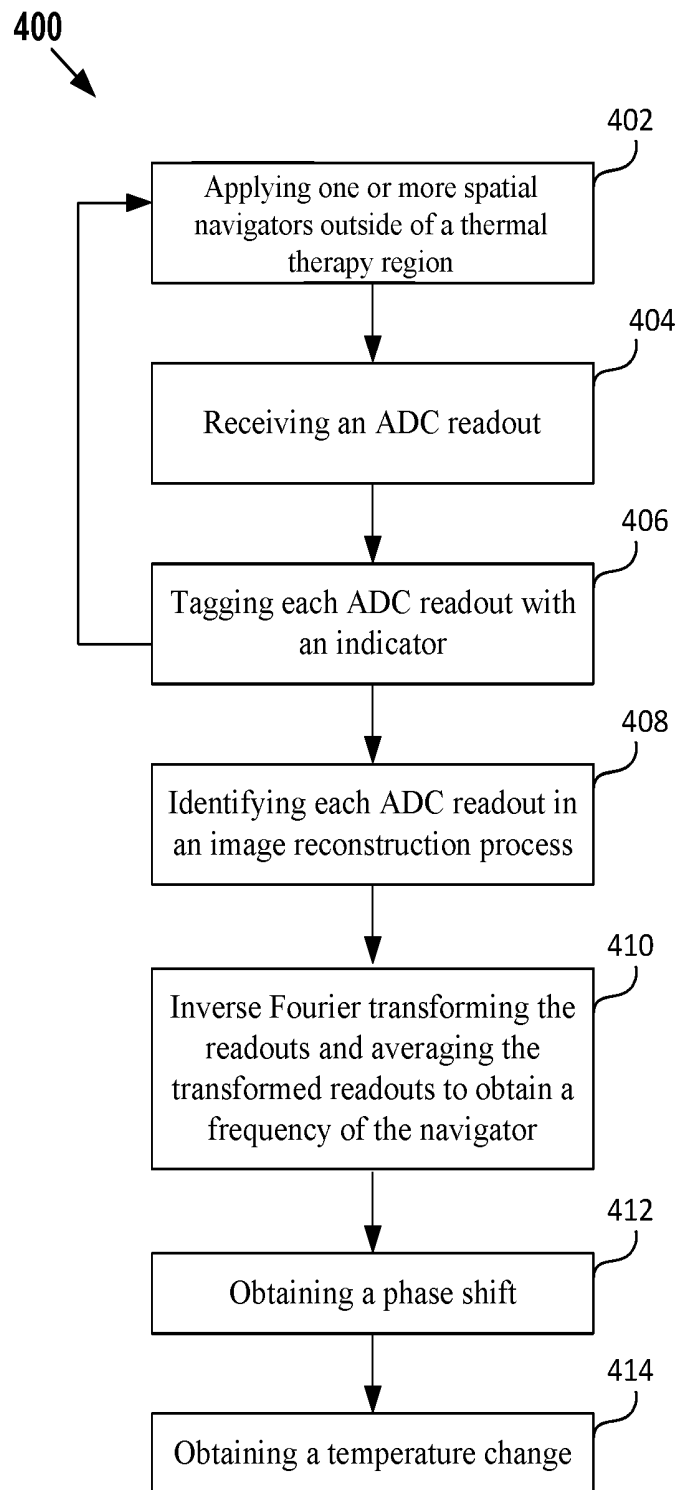 400
402
Applying one or more spatial
navigators outside of a thermal
therapy region
404
Receiving an ADC readout
406
Tagging each ADC readout with
an indicator
408
Identifying each ADC readout in
an image reconstruction process
410
Inverse Fourier transforming the
readouts and averaging the
transformed readouts to obtain a
frequency of the navigator
412
Obtaining a phase shift
414
Obtaining a temperature change